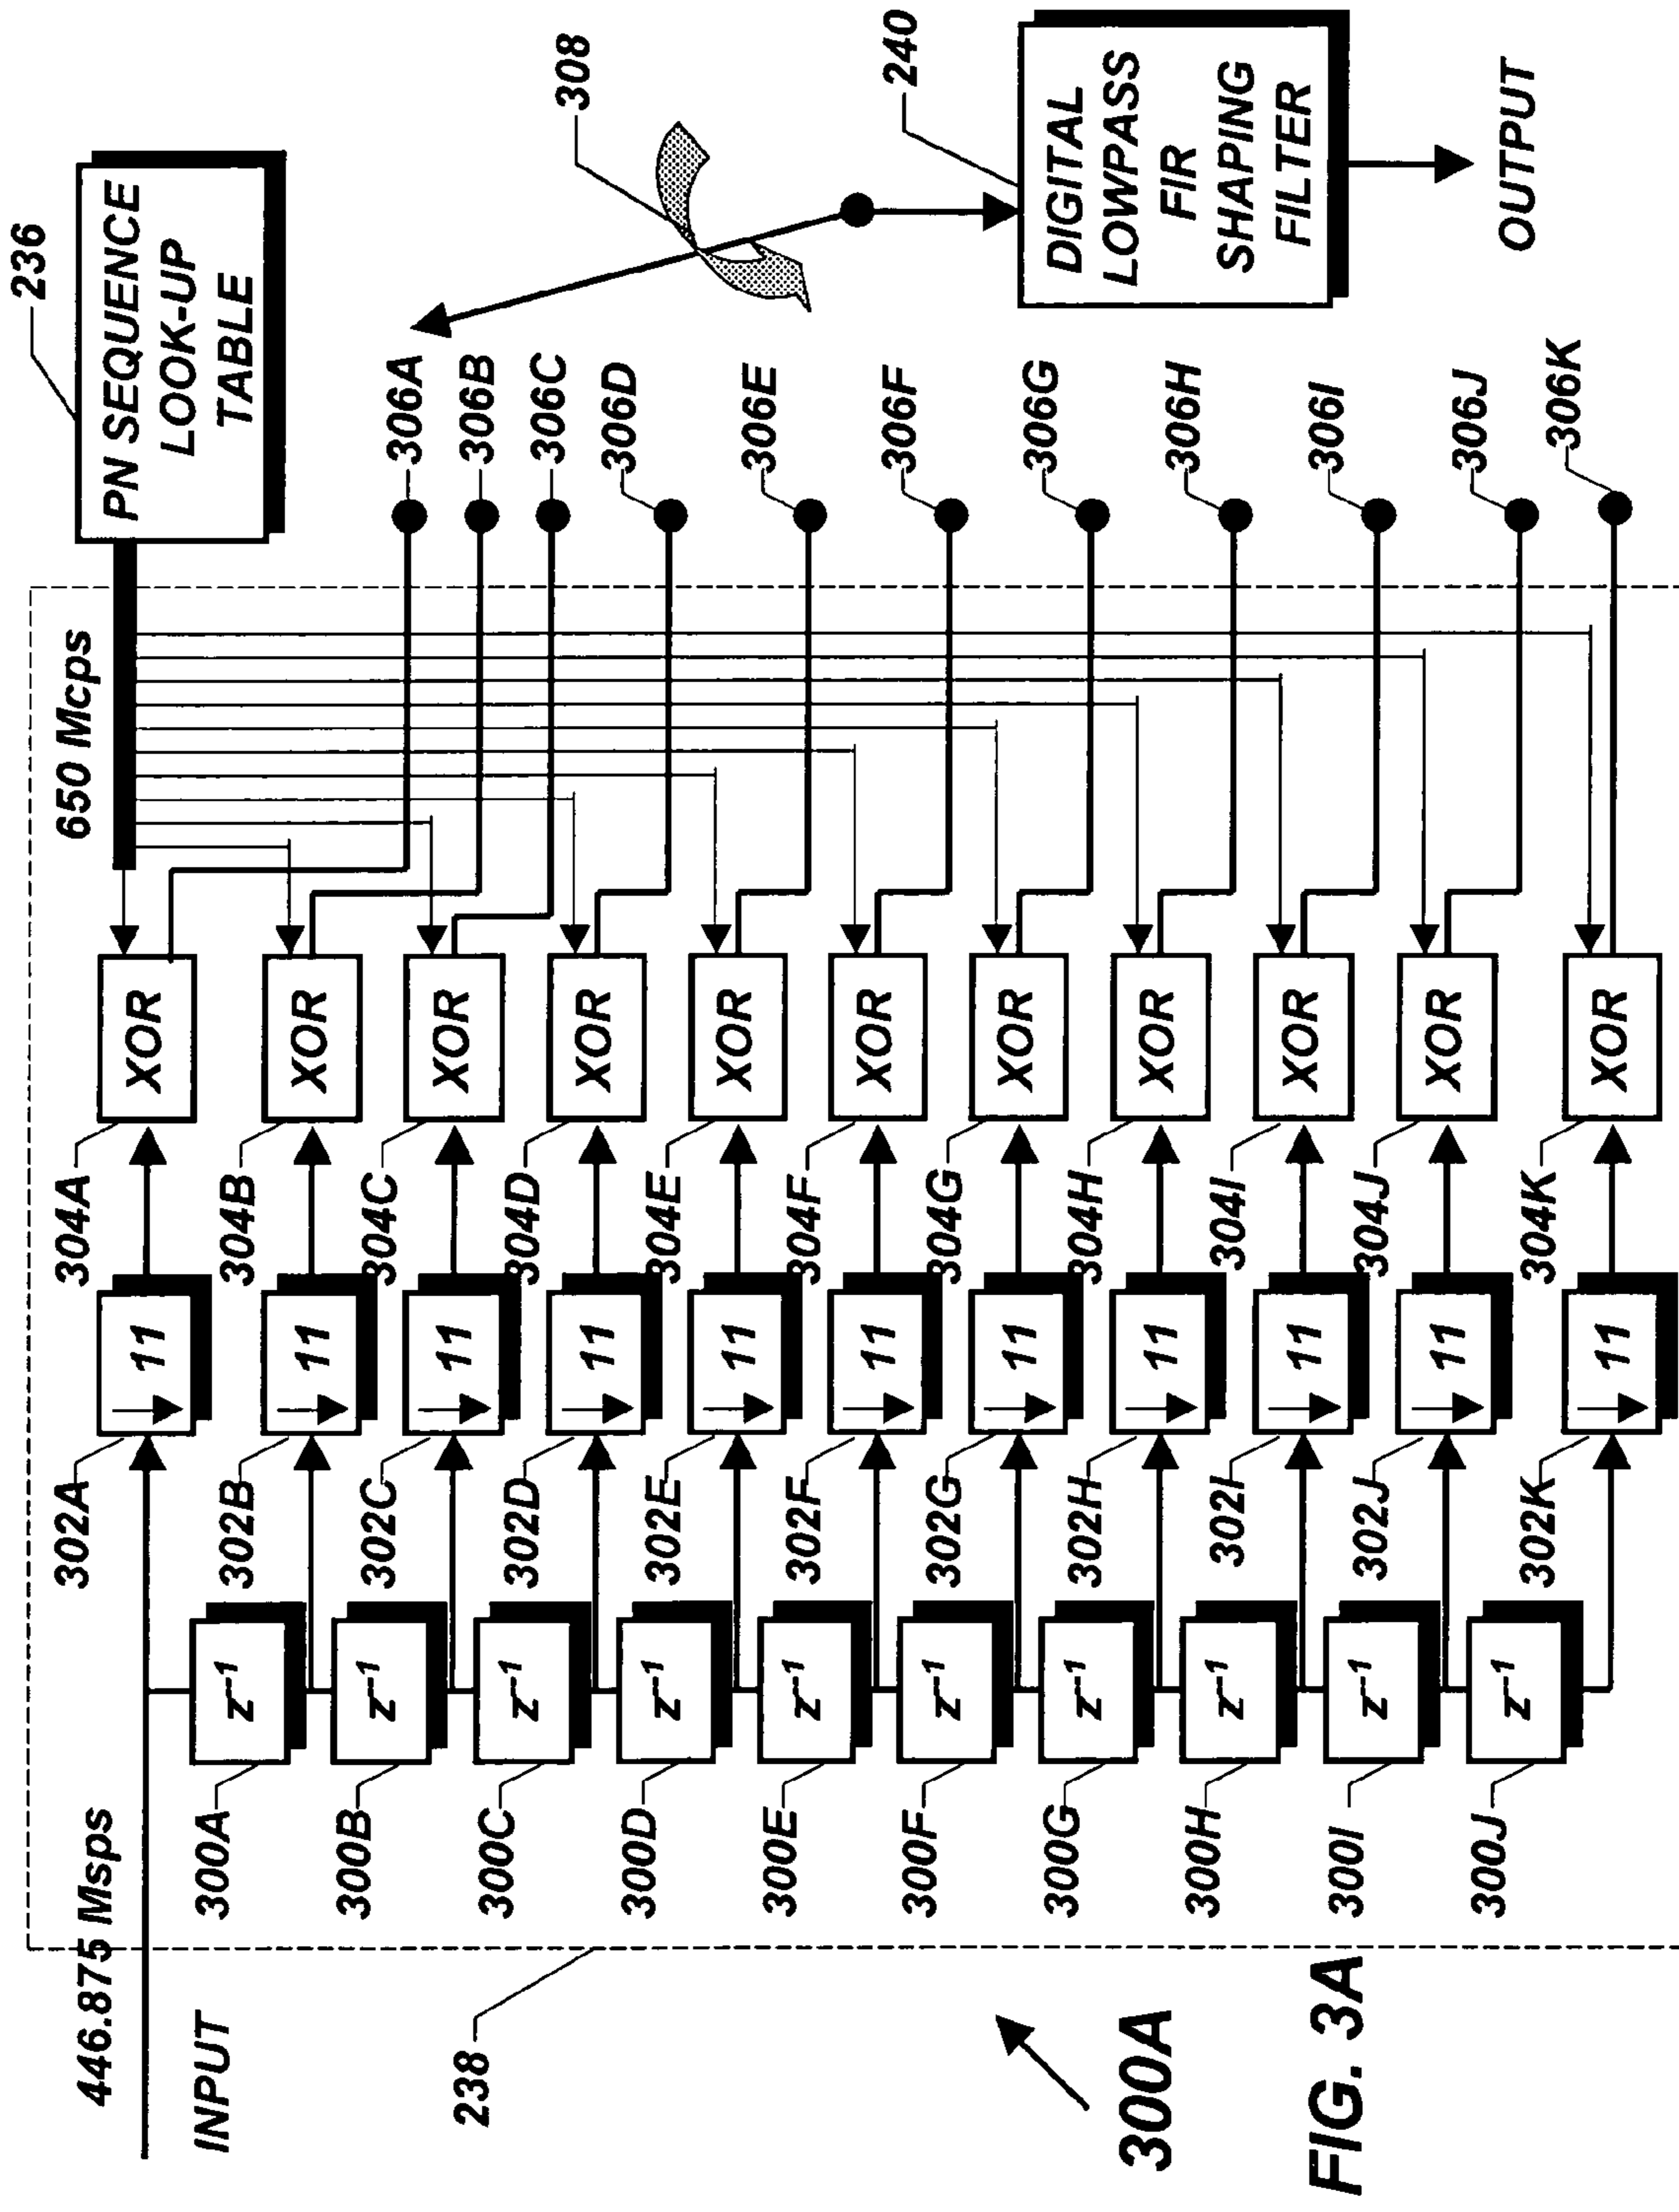 446.875 Msps
INPUT
238
300A
300B
300C
300D
300E
300F
300G
300H
300I
300J
z-1
z-1
z-1
z-1
z-1
z-1
z-1
z-1
z-1
z-1
302A
302B
302C
302D
302E
302F
302G
302H
302I
302J
302K
11
11
11
11
11
11
11
11
11
11
11
304A
304B
304C
304D
304E
304F
304G
304H
304I
304J
304K
XOR
XOR
XOR
XOR
XOR
XOR
XOR
XOR
XOR
XOR
XOR
650 Mcps
236
PN SEQUENCE
LOOK-UP
TABLE
306A
306B
306C
306D
306E
306F
306G
306H
306I
306J
306K
308
240
DIGITAL
LOWPASS
FIR
SHAPING
FILTER
OUTPUT
300A
FIG. 3A